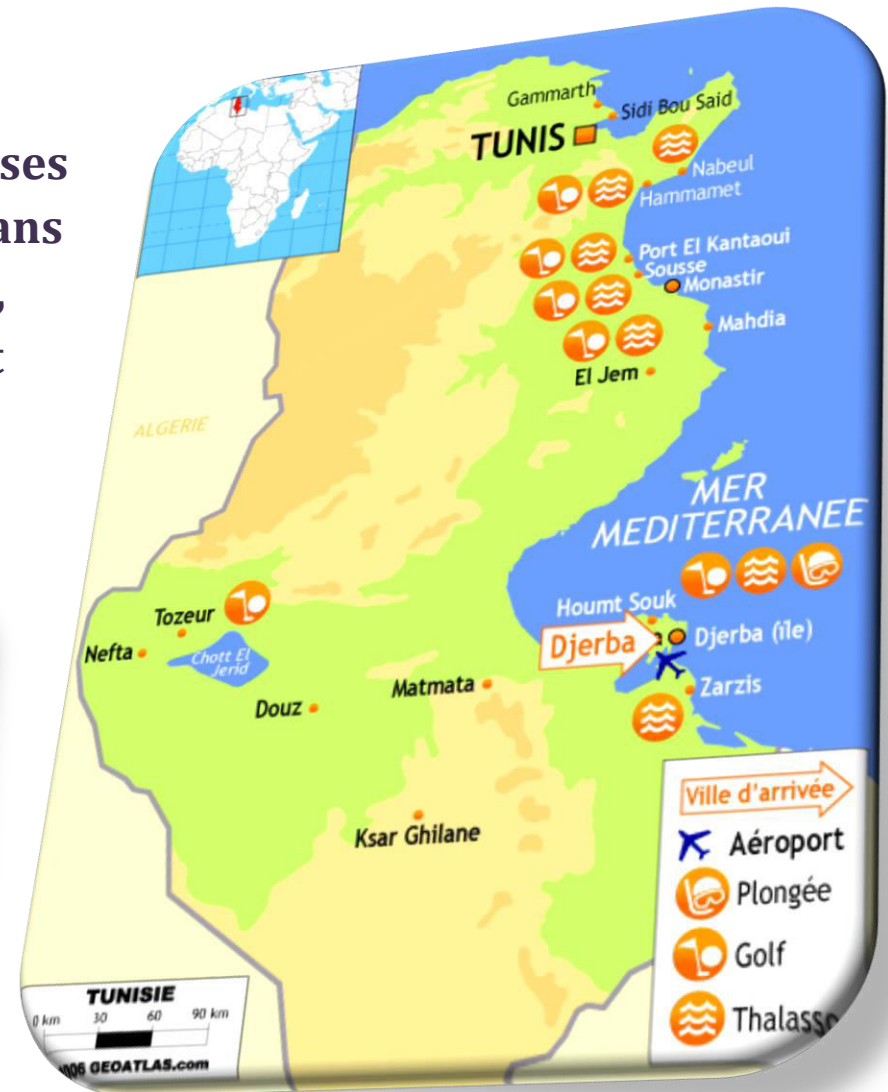 ses
ans
,
t
Gammarth
Sidi Bou Said
TUNIS
Nabeul
Hammamet
Port El Kantaoui
Sousse
Monastir
Mahdia
El Jem
ALGERIE
MER
MEDITERRANEE
Houmt Souk
Djerba
Djerba (île)
Zarzis
Tozeur
Nefta
Chott El
Jerid
Douz
Matmata
Ksar Ghilane
Ville d'arrivée
Aéroport
Plongée
Golf
Thalasso
TUNISIE
0 km 30 60 90 km
006 GEOATLAS.com